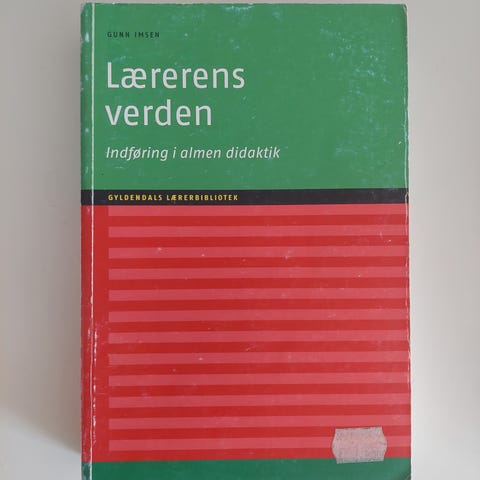 GUNN IMSEN
Lærerens
verden
Indføring i almen didaktik
GYLDENDALS LÆRERBIBLIOTEK